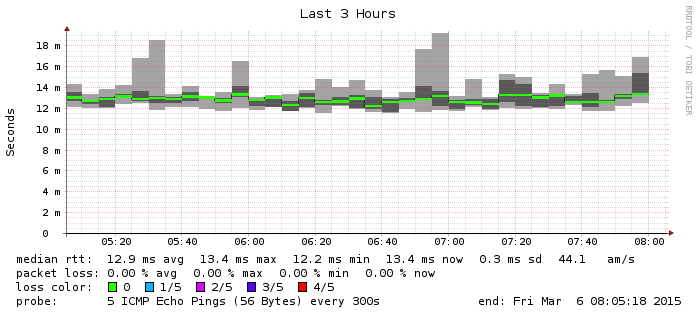 Last 3 Hours
RRDTOOL / TOBI OETIKER
Seconds
18 m
16 m
14 m
12 m
10 m
8 m
6 m
4 m
2 m
0
05:20 05:40 06:00 06:20 06:40 07:00 07:20 07:40 08:00
median rtt: 12.9 ms avg 13.4 ms max 12.2 ms min 13.4 ms now 0.3 ms sd 44.1 am/s
packet loss: 0.00 % avg 0.00 % max 0.00 % min 0.00 % now
loss color: 0 1/5 2/5 3/5 4/5
probe: 5 ICMP Echo Pings (56 Bytes) every 300s end: Fri Mar 6 08:05:18 2015